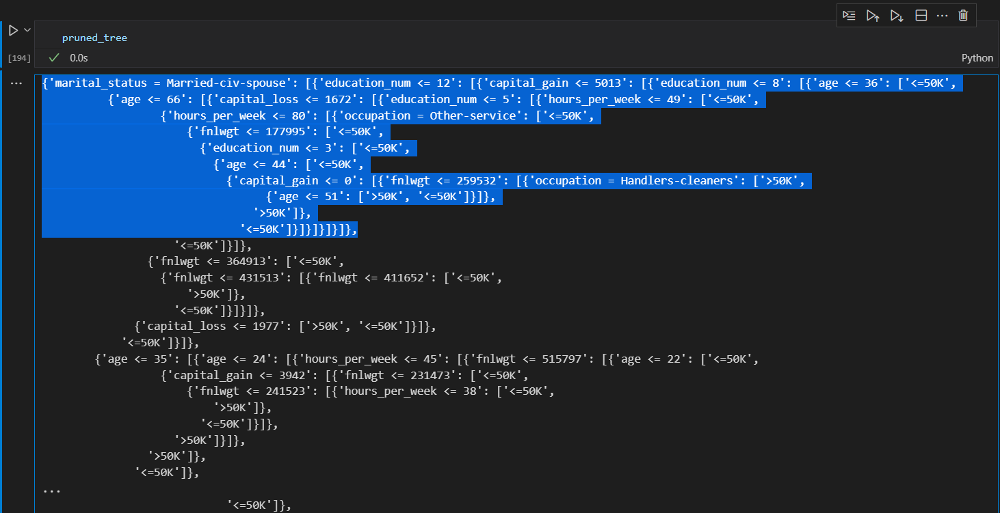 pruned_tree
[194]
0.0s
Python
{'marital_status = Married-civ-spouse': [{'education_num <= 12': [{'capital_gain <= 5013': [{'education_num <= 8': [{'age <= 36': ['<=50K',
{'age <= 66': [{'capital_loss <= 1672': [{'education_num <= 5': [{'hours_per_week <= 49': ['<=50K',
{'hours_per_week <= 80': [{'occupation = Other-service': ['<=50K',
{'fnlwgt <= 177995': ['<=50K',
{'education_num <= 3': ['<=50K',
{'age <= 44': ['<=50K',
{'capital_gain <= 0': [{'fnlwgt <= 259532': [{'occupation = Handlers-cleaners': ['>50K',
{'age <= 51': ['>50K', '<=50K']}]},
'>50K']},
'<=50K']}]}]}]}]},
'<=50K']}]},
{'fnlwgt <= 364913': ['<=50K',
{'fnlwgt <= 431513': [{'fnlwgt <= 411652': ['<=50K',
'>50K']},
'<=50K']}]}]},
{'capital_loss <= 1977': ['>50K', '<=50K']}]},
'<=50K']}]},
{'age <= 35': [{'age <= 24': [{'hours_per_week <= 45': [{'fnlwgt <= 515797': [{'age <= 22': ['<=50K',
{'capital_gain <= 3942': [{'fnlwgt <= 231473': ['<=50K',
{'fnlwgt <= 241523': [{'hours_per_week <= 38': ['<=50K',
'>50K']},
'<=50K']}]},
'>50K']}]},
'>50K']},
'<=50K']},
...
'<=50K']},